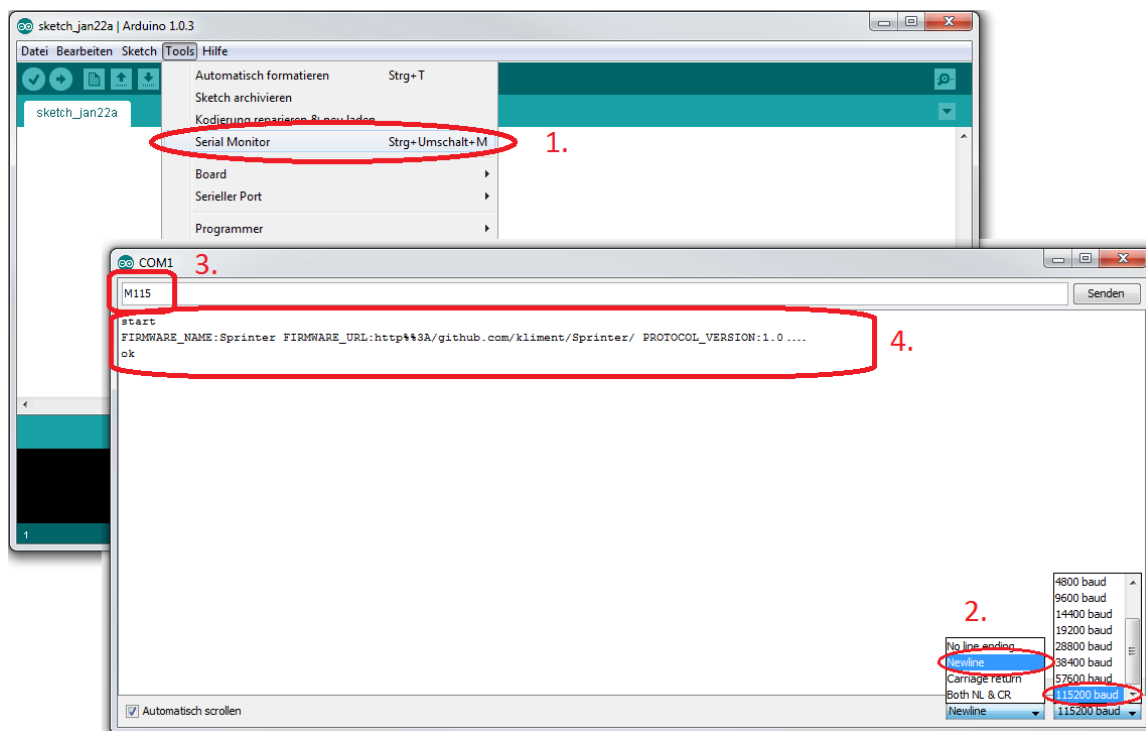 sketch_jan22a | Arduino 1.0.3
Datei Bearbeiten Sketch Tools Hilfe
Automatisch formatieren Strg+T
Sketch archivieren
sketch_jan22a
Kodierung reparieren & neu laden
Serial Monitor Strg+Umschalt+M
1.
Board
Serieller Port
Programmer
COM1
3.
M115
Senden
start
FIRMWARE_NAME:Sprinter FIRMWARE_URL:http%%3A/github.com/kliment/Sprinter/ PROTOCOL_VERSION:1.0 ....
ok
4.
1
2.
No line ending
Newline
Carriage return
Both NL & CR
4800 baud
9600 baud
14400 baud
19200 baud
28800 baud
38400 baud
57600 baud
115200 baud
Automatisch scrollen
Newline
115200 baud